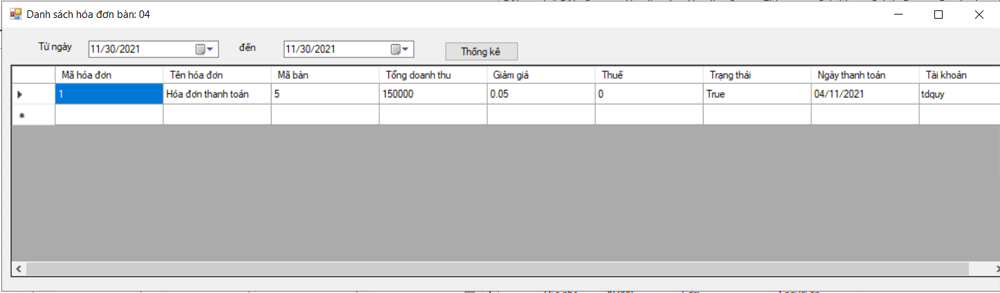 Danh sách hóa đơn bàn: 04
Từ ngày 11/30/2021 đến 11/30/2021 Thống kê
Mã hóa đơn Tên hóa đơn Mã bàn Tổng doanh thu Giảm giá Thuế Trạng thái Ngày thanh toán Tài khoản
1 Hóa đơn thanh toán 5 150000 0.05 0 True 04/11/2021 tdquy